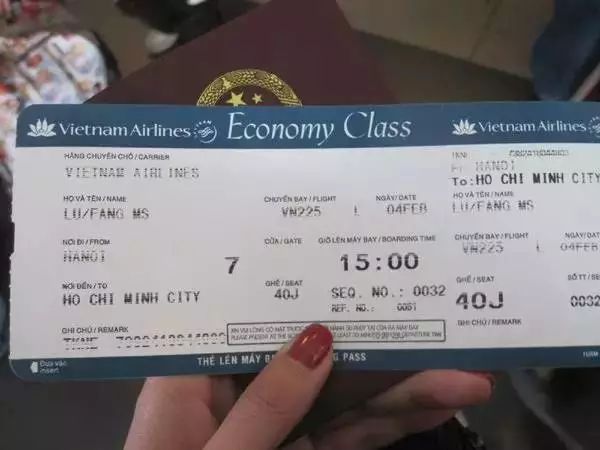 Vietnam Airlines Economy Class Vietnam Airlines
HÃNG CHUYÊN CHỞ/CARRIER
VIETNAM AIRLINES
HỌ VÀ TÊN/NAME
LU/FANG MS
CHUYẾN BAY/FLIGHT
VN225 L
NGÀY/DATE
04FEB
NƠI ĐI/FROM
HANOI
7
CỬA/GATE
GIỜ LÊN MÁY BAY/BOARDING TIME
15:00
NƠI ĐẾN/TO
HO CHI MINH CITY
GHẾ/SEAT
40J
SEQ. NO.: 0032
REF. NO.: 0061
GHI CHÚ/REMARK
Đưa vào
insert
THẺ LÊN MÁY PASS
HANOI
To: HO CHI MINH CITY
HỌ VÀ TÊN/NAME
LU/FANG MS
CHUYẾN BAY/FLIGHT
VN225 L
NGÀY/DATE
04FEB
GHẾ/SEAT
40J
SỐ TT/
0032
GHI CHÚ/REMARK